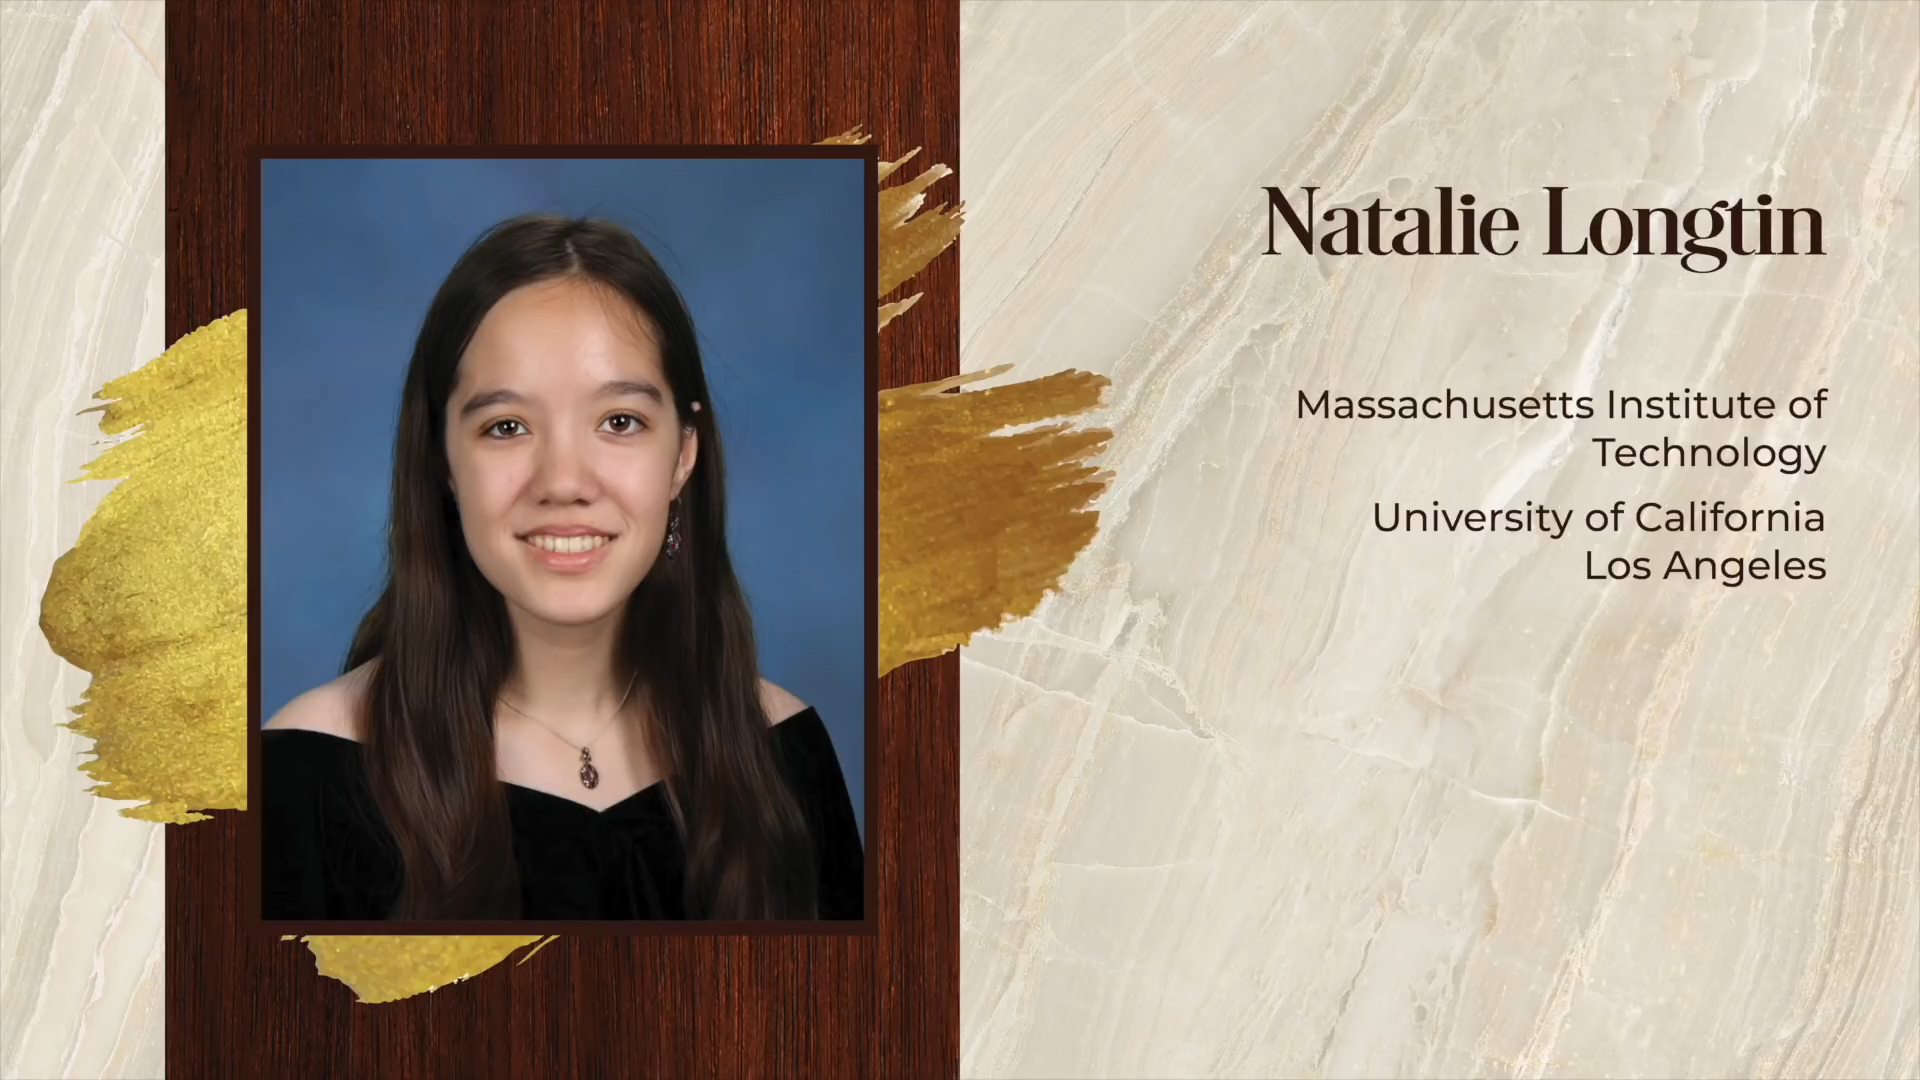 Natalie Longtin
Massachusetts Institute of
Technology
University of California
Los Angeles